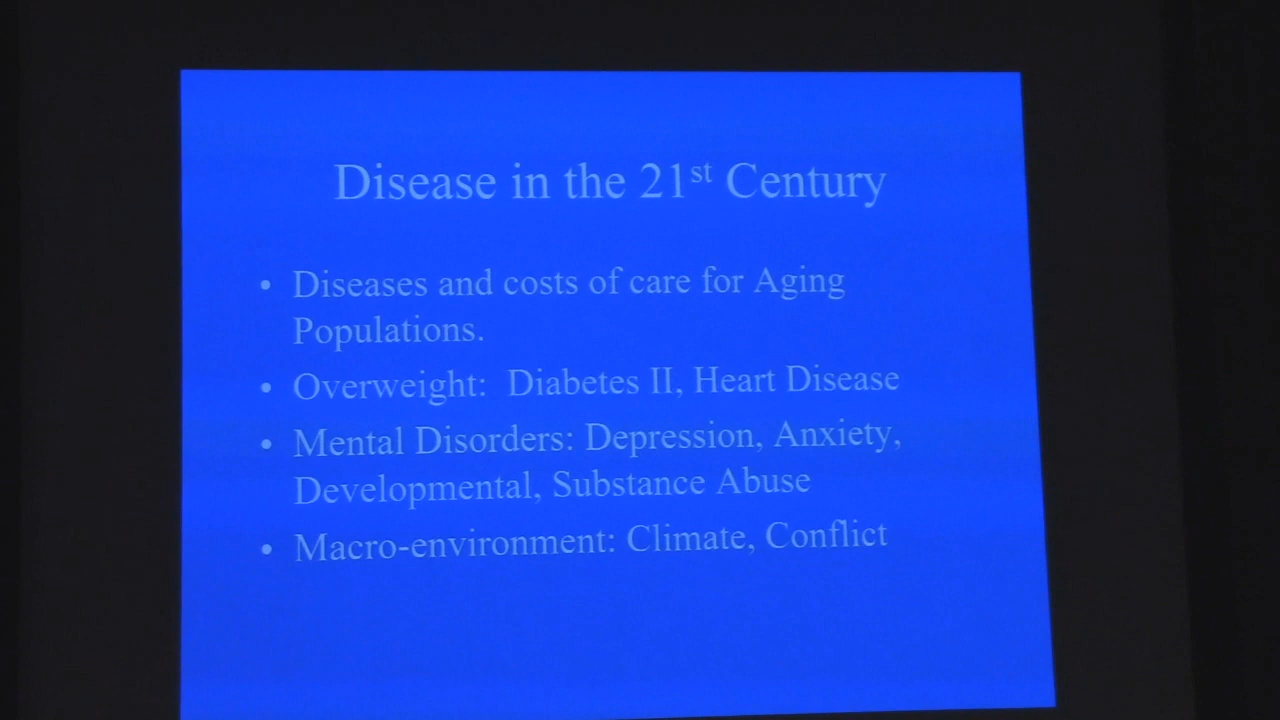 Disease in the 21st Century
• Diseases and costs of care for Aging
Populations.
• Overweight: Diabetes II, Heart Disease
• Mental Disorders: Depression, Anxiety,
Developmental, Substance Abuse
• Macro-environment: Climate, Conflict